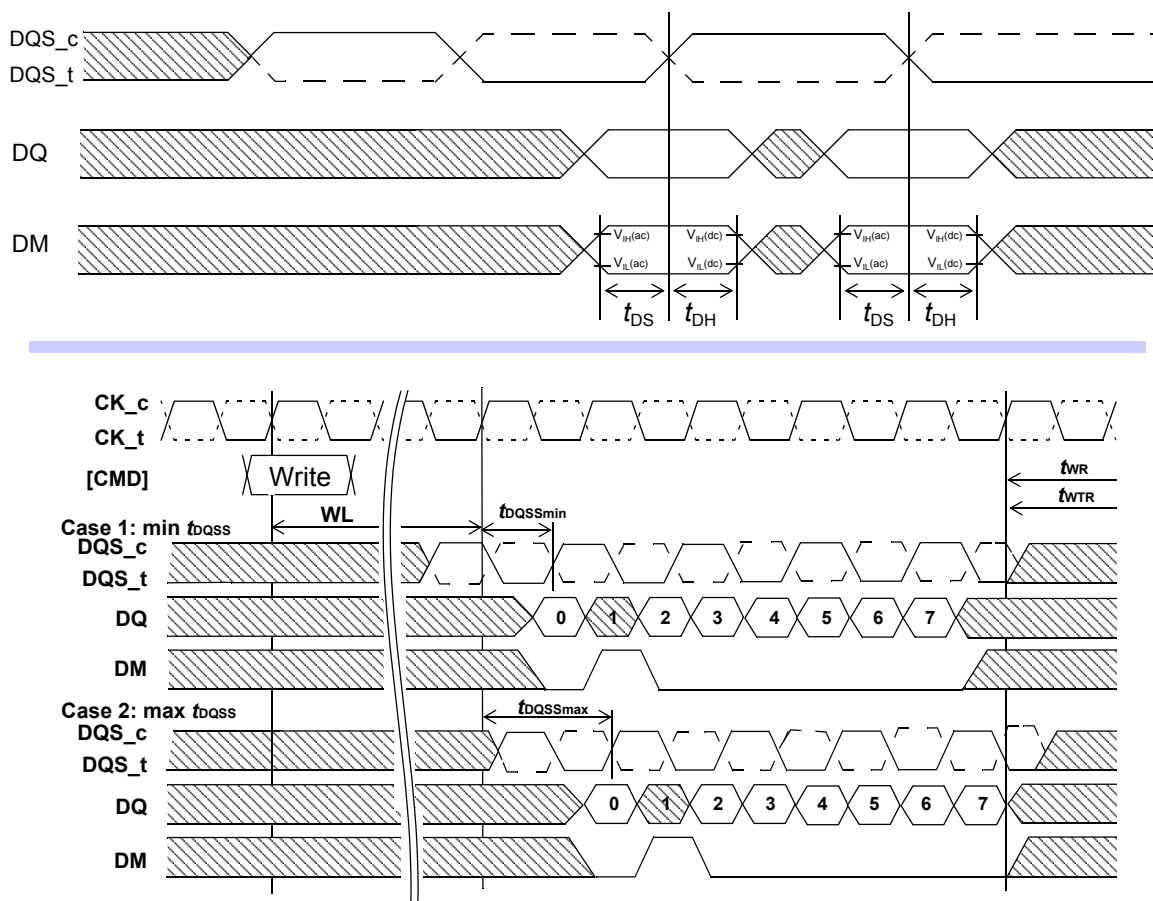 DQS_c
DQS_t
DQ
DM
VIH(ac) VIH(dc) VIH(ac) VIH(dc)
VIL(ac) VIL(dc) VIL(ac) VIL(dc)
tDS tDH tDS tDH
CK_c
CK_t
[CMD] Write
tWR
tWTR
WL tDQSSmin
Case 1: min tDQSS
DQS_c
DQS_t
DQ 0 1 2 3 4 5 6 7
DM
Case 2: max tDQSS tDQSSmax
DQS_c
DQS_t
DQ 0 1 2 3 4 5 6 7
DM